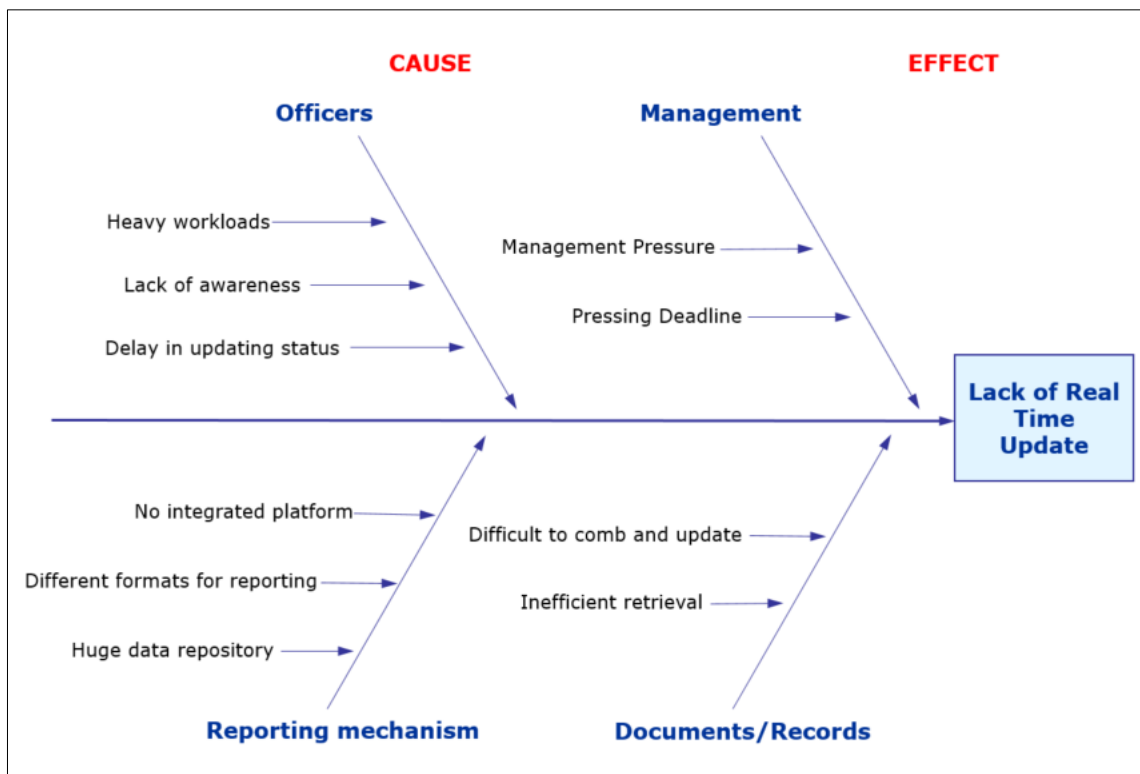 CAUSE
EFFECT
Officers
Management
Heavy workloads
Management Pressure
Lack of awareness
Pressing Deadline
Delay in updating status
Lack of Real
Time
Update
No integrated platform
Difficult to comb and update
Different formats for reporting
Inefficient retrieval
Huge data repository
Reporting mechanism
Documents/Records